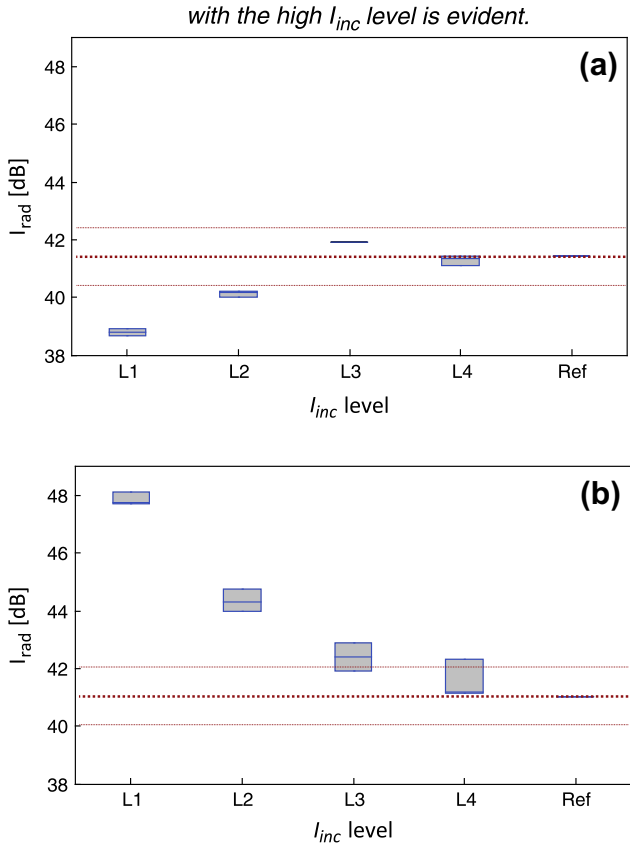 with the high I_inc level is evident.
(a)
I_rad [dB]
48
46
44
42
40
38
L1 L2 L3 L4 Ref
I_inc level
(b)
I_rad [dB]
48
46
44
42
40
38
L1 L2 L3 L4 Ref
I_inc level